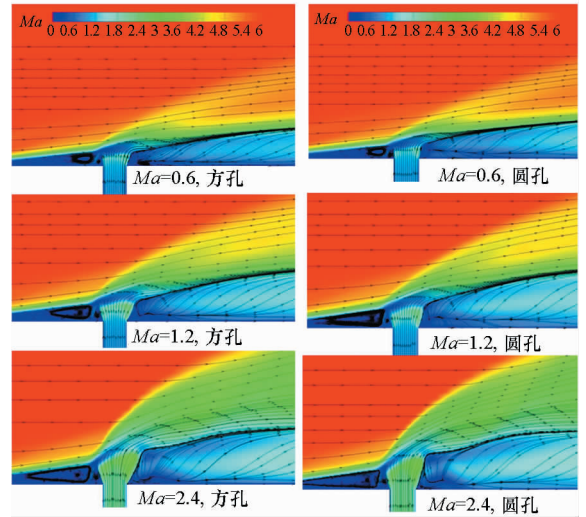 Ma 0 0.6 1.2 1.8 2.4 3 3.6 4.2 4.8 5.4 6
Ma 0 0.6 1.2 1.8 2.4 3 3.6 4.2 4.8 5.4 6
Ma=0.6, 方孔
Ma=0.6, 圆孔
Ma=1.2, 方孔
Ma=1.2, 圆孔
Ma=2.4, 方孔
Ma=2.4, 圆孔